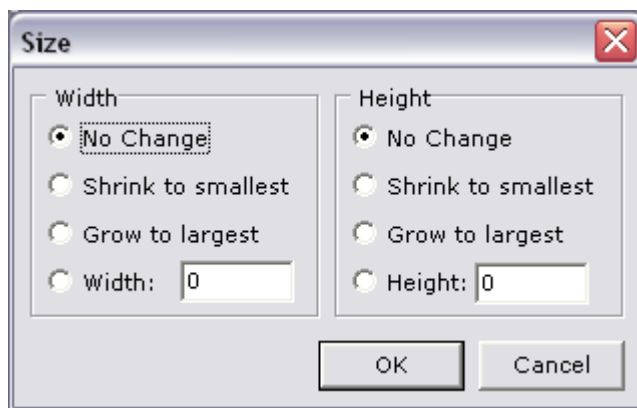 Size
Width
No Change
Shrink to smallest
Grow to largest
Width: 0
Height
No Change
Shrink to smallest
Grow to largest
Height: 0
OK
Cancel